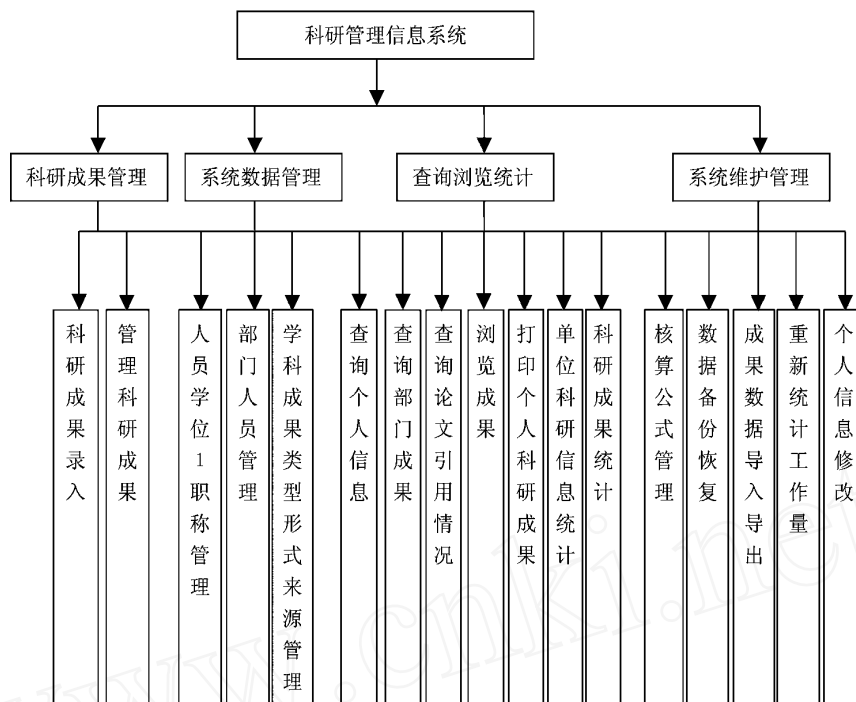 科研管理信息系统
科研成果管理
系统数据管理
查询浏览统计
系统维护管理
科研成果录入
管理科研成果
人员学位1职称管理
部门人员管理
学科成果类型形式来源管理
查询个人信息
查询部门成果
查询论文引用情况
浏览成果
打印个人科研成果
单位科研信息统计
科研成果统计
核算公式管理
数据备份恢复
成果数据导入导出
重新统计工作量
个人信息修改
www.cnki.net